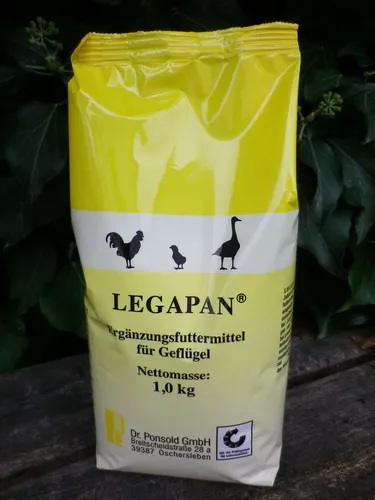 LEGAPAN®
Ergänzungsfuttermittel
für Geflügel
Nettomasse:
1,0 kg
Dr. Ponsold GmbH
Breitscheidstraße 28 a
39387 Oschersleben